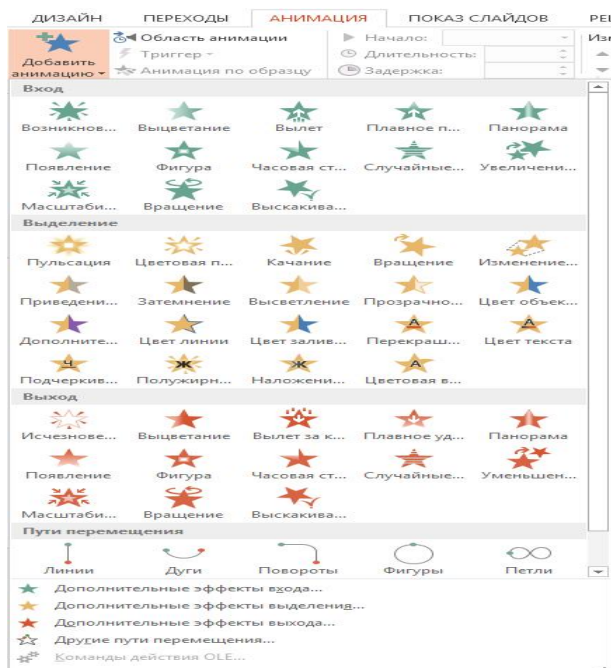 ДИЗАЙН ПЕРЕХОДЫ АНИМАЦИЯ ПОКАЗ СЛАЙДОВ РЕ
Добавить анимацию
Область анимации
Триггер
Анимация по образцу
Начало:
Длительность:
Задержка:
Изм
Вход
Возникнов... Выцветание Вылет Плавное п... Панорама
Появление Фигура Часовая ст... Случайные... Увеличени...
Масштаби... Вращение Выскакива...
Выделение
Пульсация Цветовая п... Качание Вращение Изменение...
Приведени... Затемнение Высветление Прозрачно... Цвет объек...
Дополните... Цвет линии Цвет залив... Перекраш... Цвет текста
Подчеркив... Полужирн... Наложени... Цветовая в...
Выход
Исчезнове... Выцветание Вылет за к... Плавное уд... Панорама
Появление Фигура Часовая ст... Случайные... Уменьшен...
Масштаби... Вращение Выскакива...
Пути перемещения
Линии Дуги Повороты Фигуры Петли
Дополнительные эффекты входа...
Дополнительные эффекты выделения...
Дополнительные эффекты выхода...
Другие пути перемещения...
Команды действия OLE...